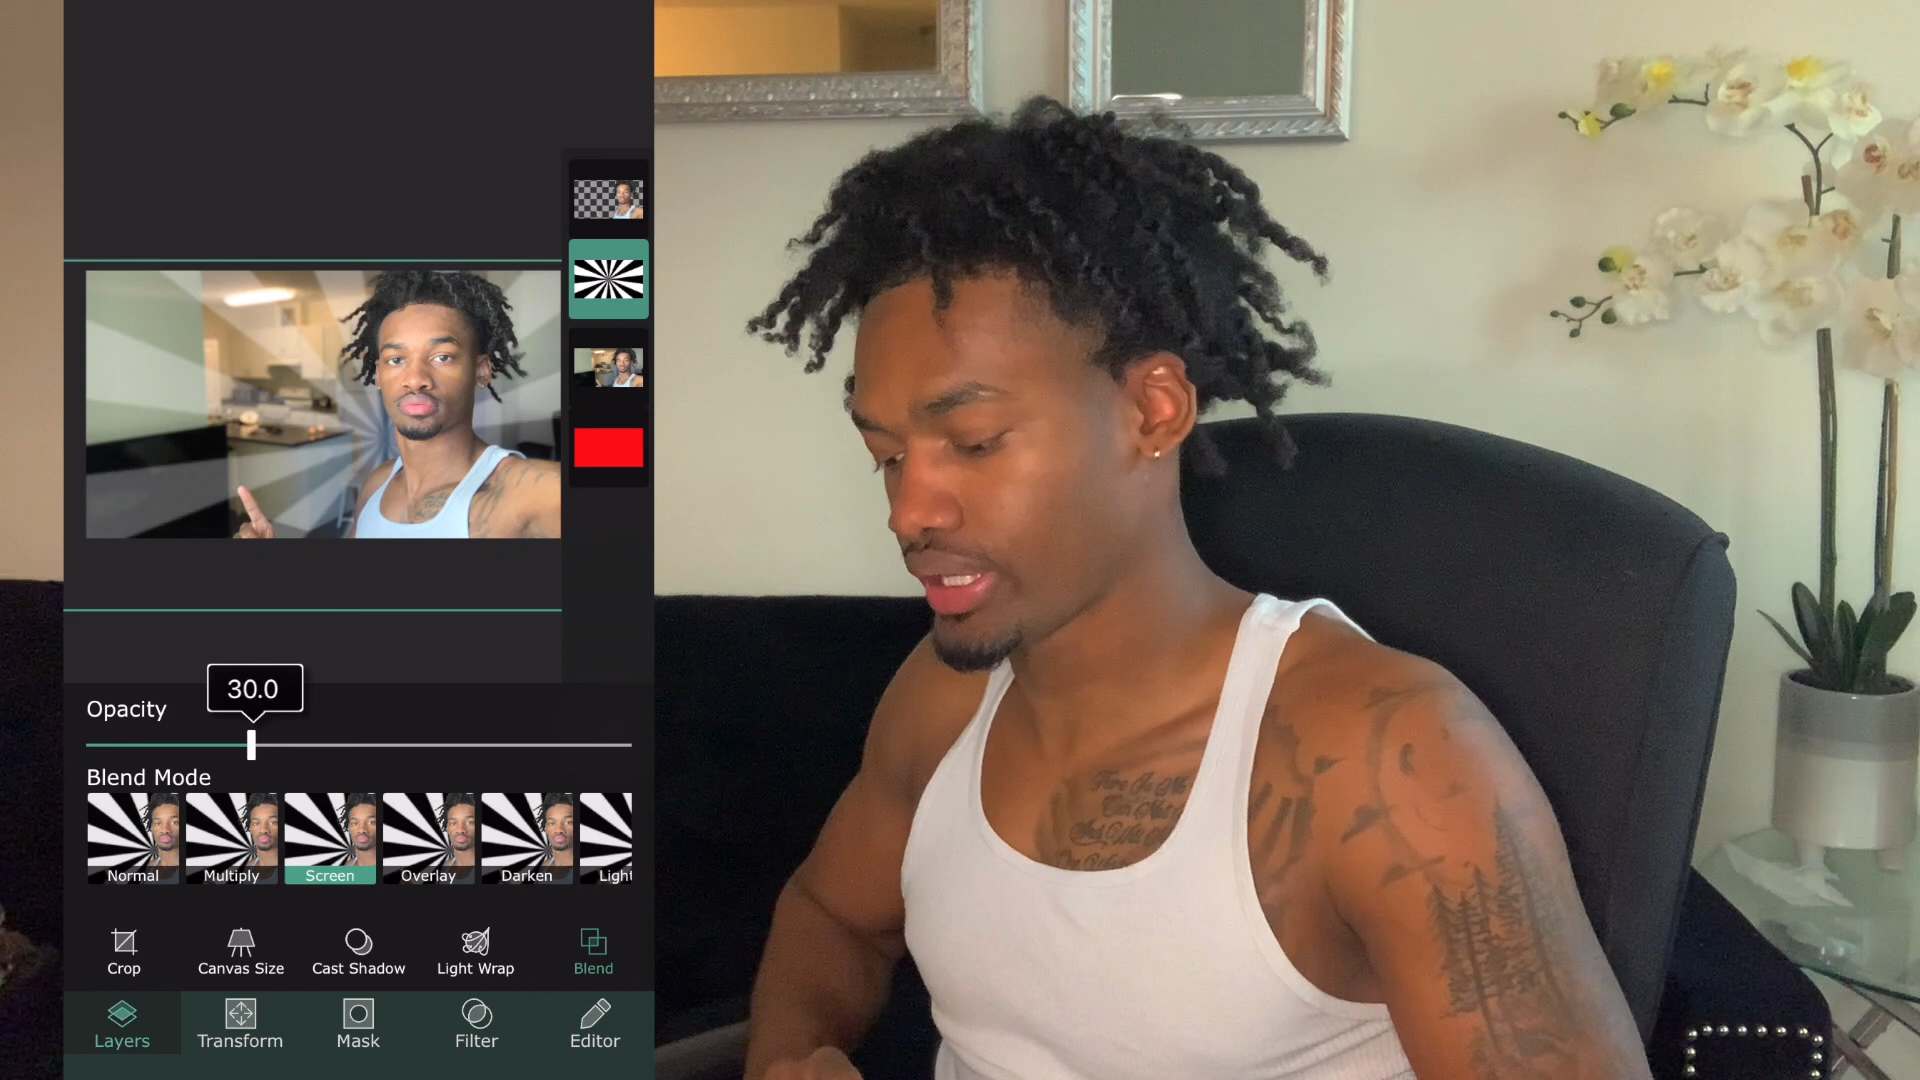 30.0
Opacity
Blend Mode
Normal
Multiply
Screen
Overlay
Darken
Light
Crop
Canvas Size
Cast Shadow
Light Wrap
Blend
Layers
Transform
Mask
Filter
Editor